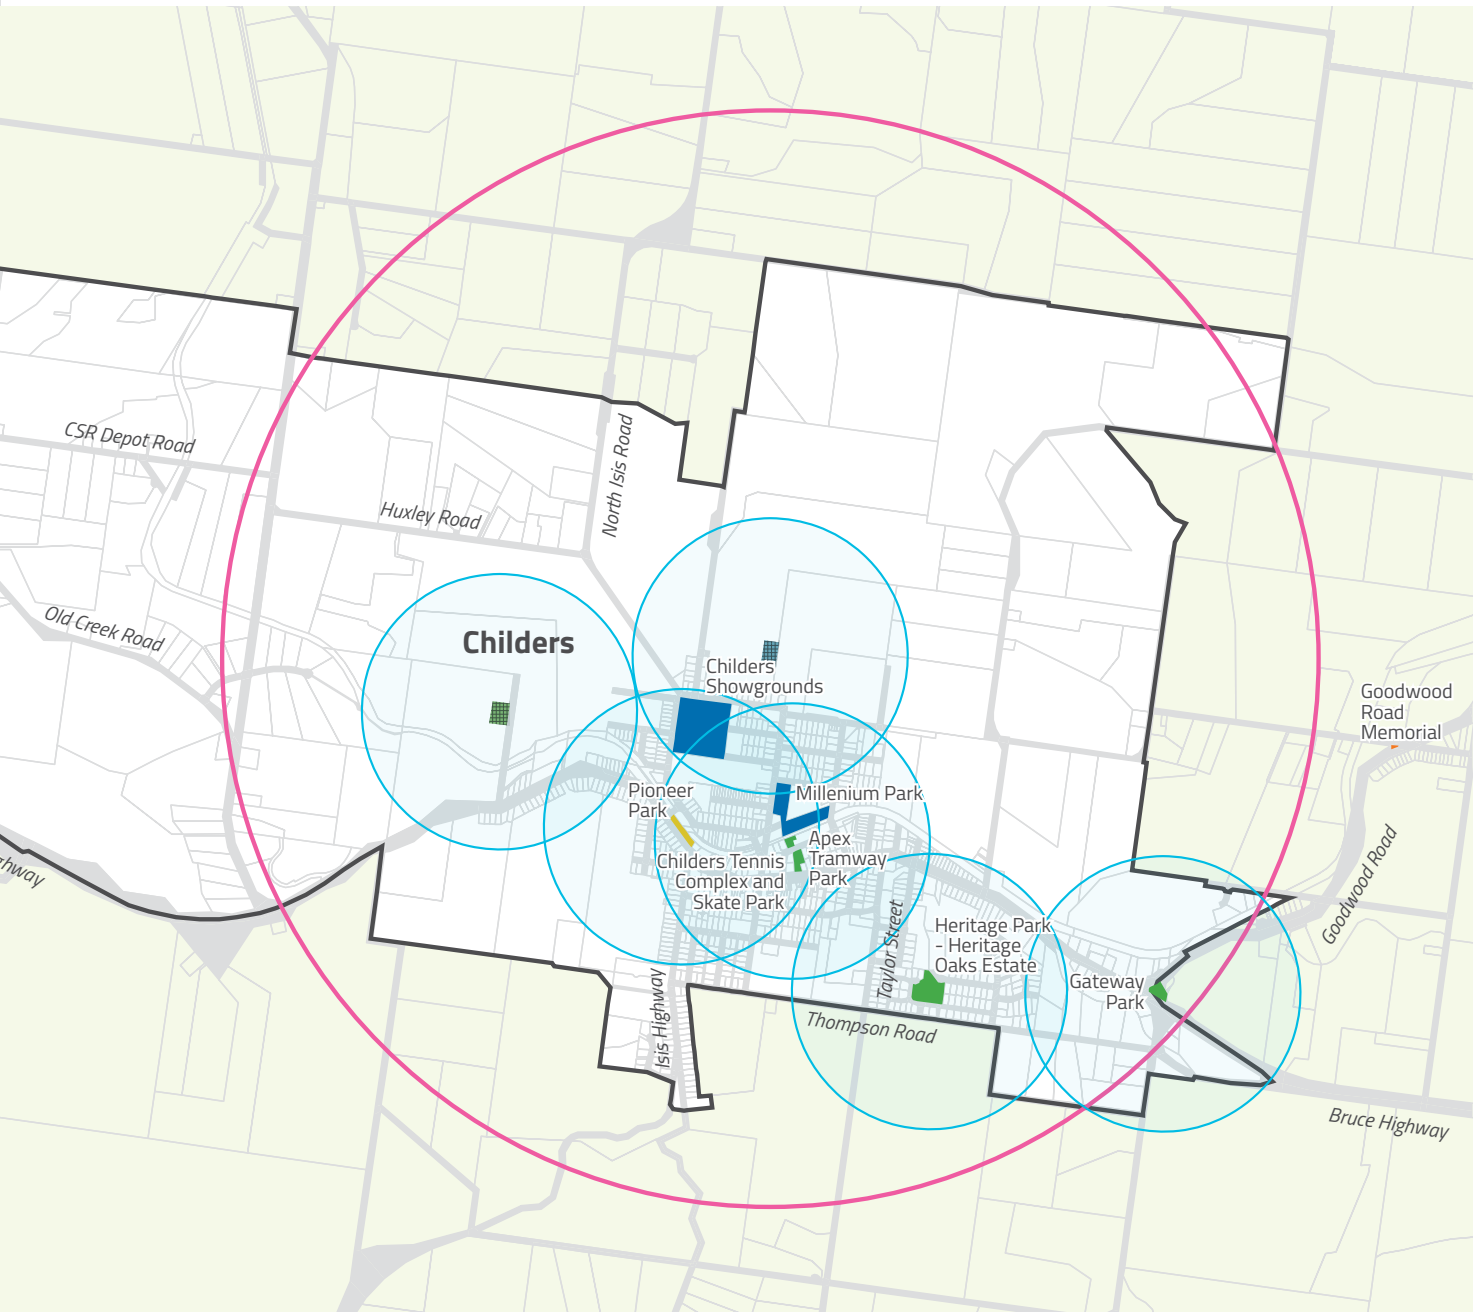 CSR Depot Road
Huxley Road
North Isis Road
Old Creek Road
Childers
Childers
Showgrounds
Goodwood
Road
Memorial
Pioneer
Park
Millenium Park
Apex
Tramway
Park
Childers Tennis
Complex and
Skate Park
ghway
Goodwood Road
Taylor Street
Heritage Park
- Heritage
Oaks Estate
Gateway
Park
Isis Highway
Thompson Road
Bruce Highway